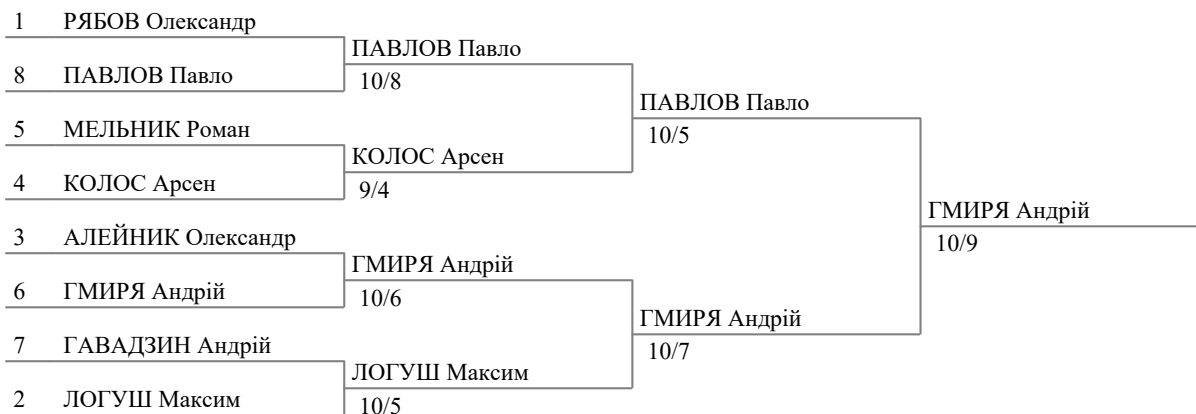 1 РЯБОВ Олександр
ПАВЛОВ Павло
8 ПАВЛОВ Павло
10/8
ПАВЛОВ Павло
5 МЕЛЬНИК Роман
10/5
КОЛОС Арсен
4 КОЛОС Арсен
9/4
ГМИРЯ Андрій
3 АЛЕЙНИК Олександр
10/9
ГМИРЯ Андрій
6 ГМИРЯ Андрій
10/6
ГМИРЯ Андрій
7 ГАВАДЗИН Андрій
10/7
ЛОГУШ Максим
2 ЛОГУШ Максим
10/5